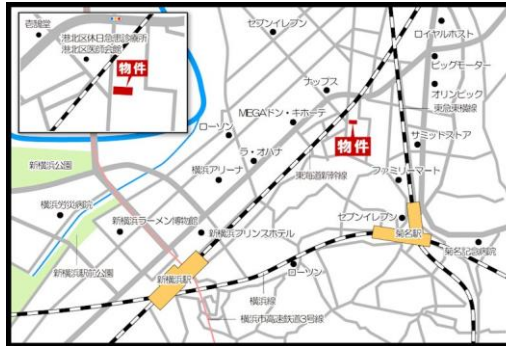 壱鵠堂
港北区休日急患診療所
港北区医師会館
物件
セブンイレブン
ロイヤルホスト
ビッグモーター
オリンピック
東急東横線
ナップス
MEGAドン・キホーテ
サミットストア
ローソン
物件
ラ・オハナ
新横浜公園
横浜アリーナ
東海道新幹線
ファミリーマート
横浜労災病院
セブンイレブン
新横浜ラーメン博物館
新横浜プリンスホテル
菊名駅
菊名記念病院
新横浜駅前公園
新横浜駅
ローソン
横浜線
横浜市高速鉄道3号線